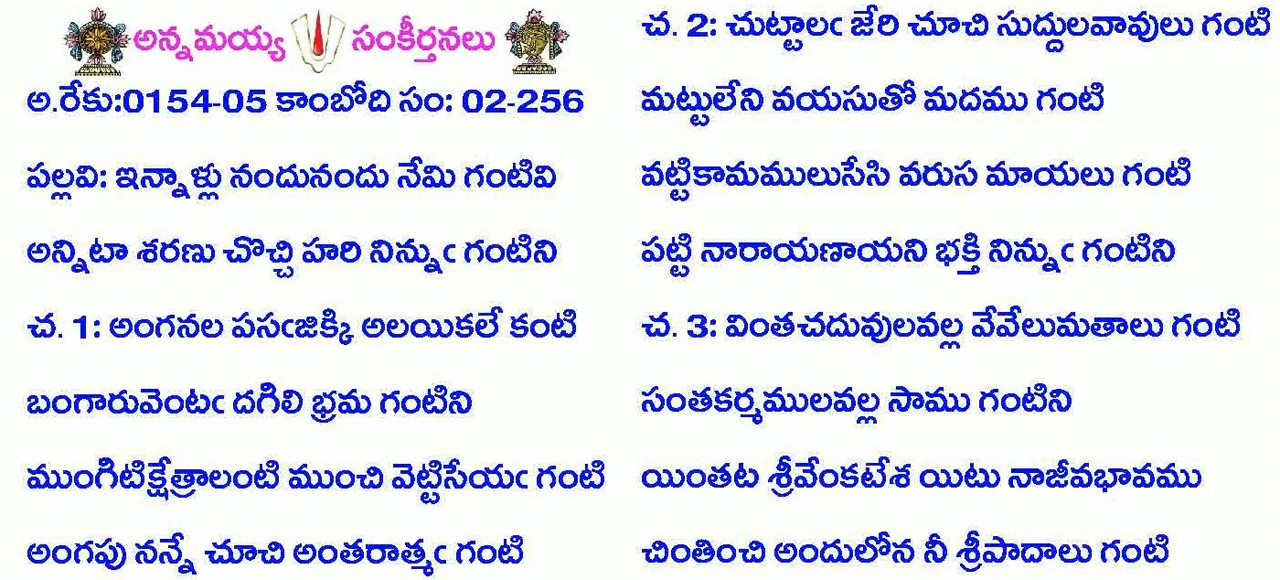 అన్నమయ్య సంకీర్తనలు
అ.రేకు:0154-05 కాంబోది సం: 02-256
పల్లవి: ఇన్నాళ్లు నందునందు నేమి గంటివి
అన్నిటా శరణు చొచ్చి హరి నిన్నుఁ గంటిని
చ. 1: అంగనల పసఁజిక్కి అలయికలే కంటి
బంగారువెంటఁ దగిలి భ్రమ గంటిని
ముంగిటిక్షేత్రాలంటి ముంచి వెట్టిసేయఁ గంటి
అంగపు నన్నే చూచి అంతరాత్మఁ గంటి
చ. 2: చుట్టాలఁ జేరి చూచి సుద్దులవావులు గంటి
మట్టులేని వయసుతో మదము గంటి
వట్టికామములుసేసి వరుస మాయలు గంటి
పట్టి నారాయణాయని భక్తి నిన్నుఁ గంటిని
చ. 3: వింతచదువులవల్ల వేవేలుమతాలు గంటి
సంతకర్మములవల్ల సాము గంటిని
యింతట శ్రీవేంకటేశ యిటు నాజీవభావము
చింతించి అందులోన నీ శ్రీపాదాలు గంటి